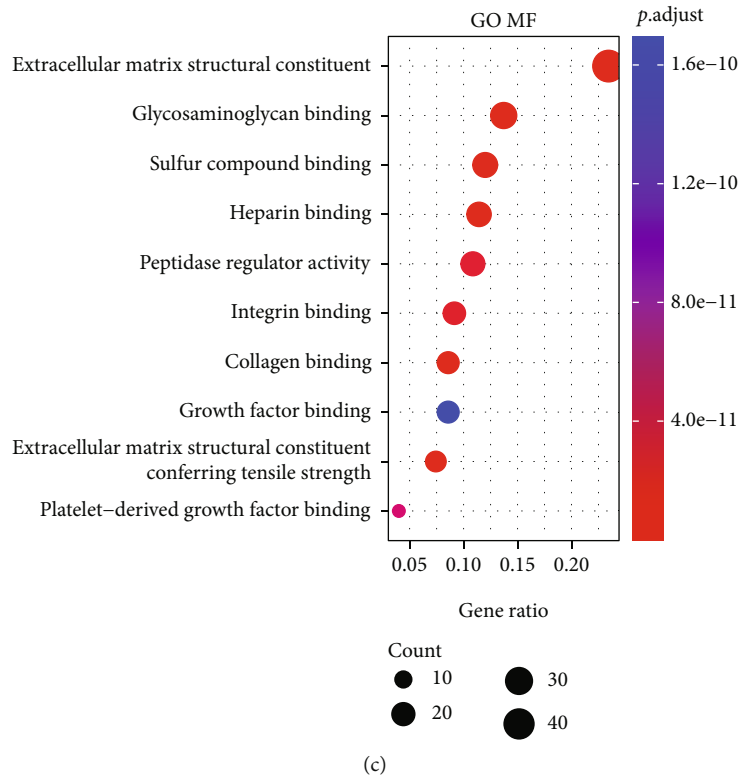 GO MF
p.adjust
Extracellular matrix structural constituent
Glycosaminoglycan binding
Sulfur compound binding
Heparin binding
Peptidase regulator activity
Integrin binding
Collagen binding
Growth factor binding
Extracellular matrix structural constituent
conferring tensile strength
Platelet−derived growth factor binding
1.6e−10
1.2e−10
8.0e−11
4.0e−11
0.05 0.10 0.15 0.20
Gene ratio
Count
10 30
20 40
(c)